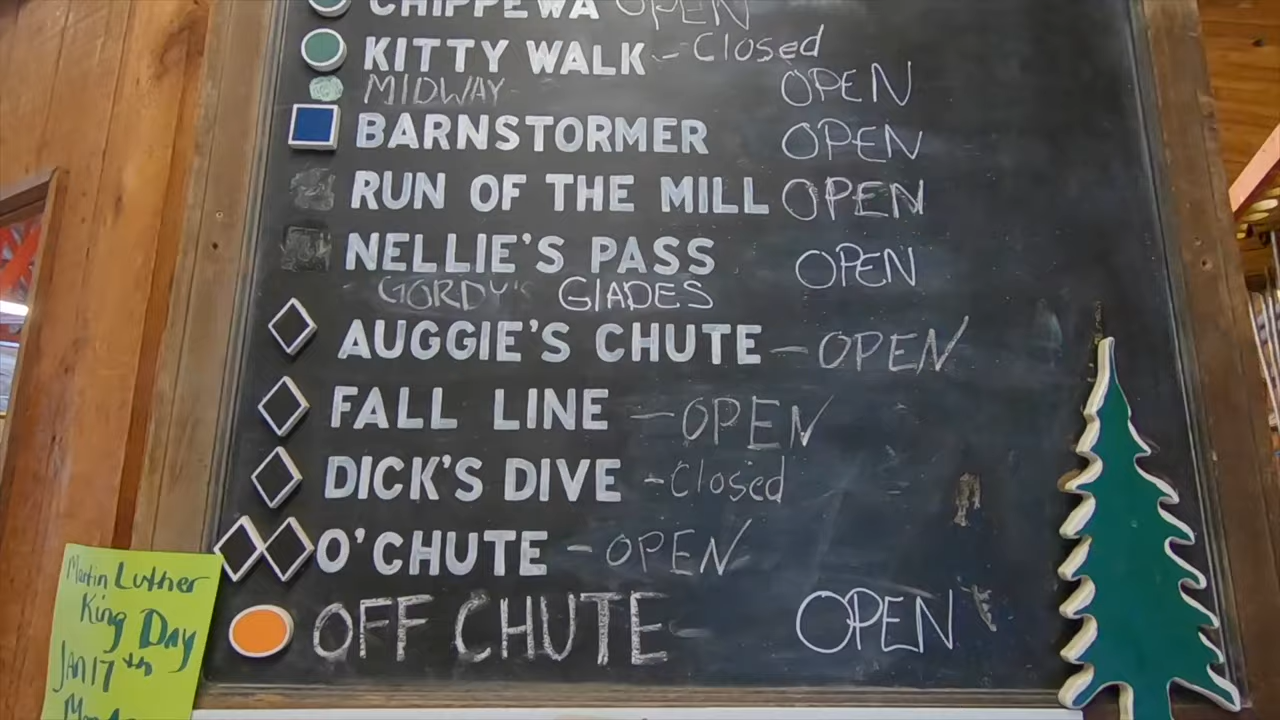 CHIPPEWA OPEN
KITTY WALK - Closed
MIDWAY OPEN
BARNSTORMER OPEN
RUN OF THE MILL OPEN
NELLIE'S PASS OPEN
GORDY'S GLADES
AUGGIE'S CHUTE - OPEN
FALL LINE - OPEN
DICK'S DIVE - Closed
O'CHUTE - OPEN
OFF CHUTE - OPEN
Martin Luther
King Day
JAN 17th